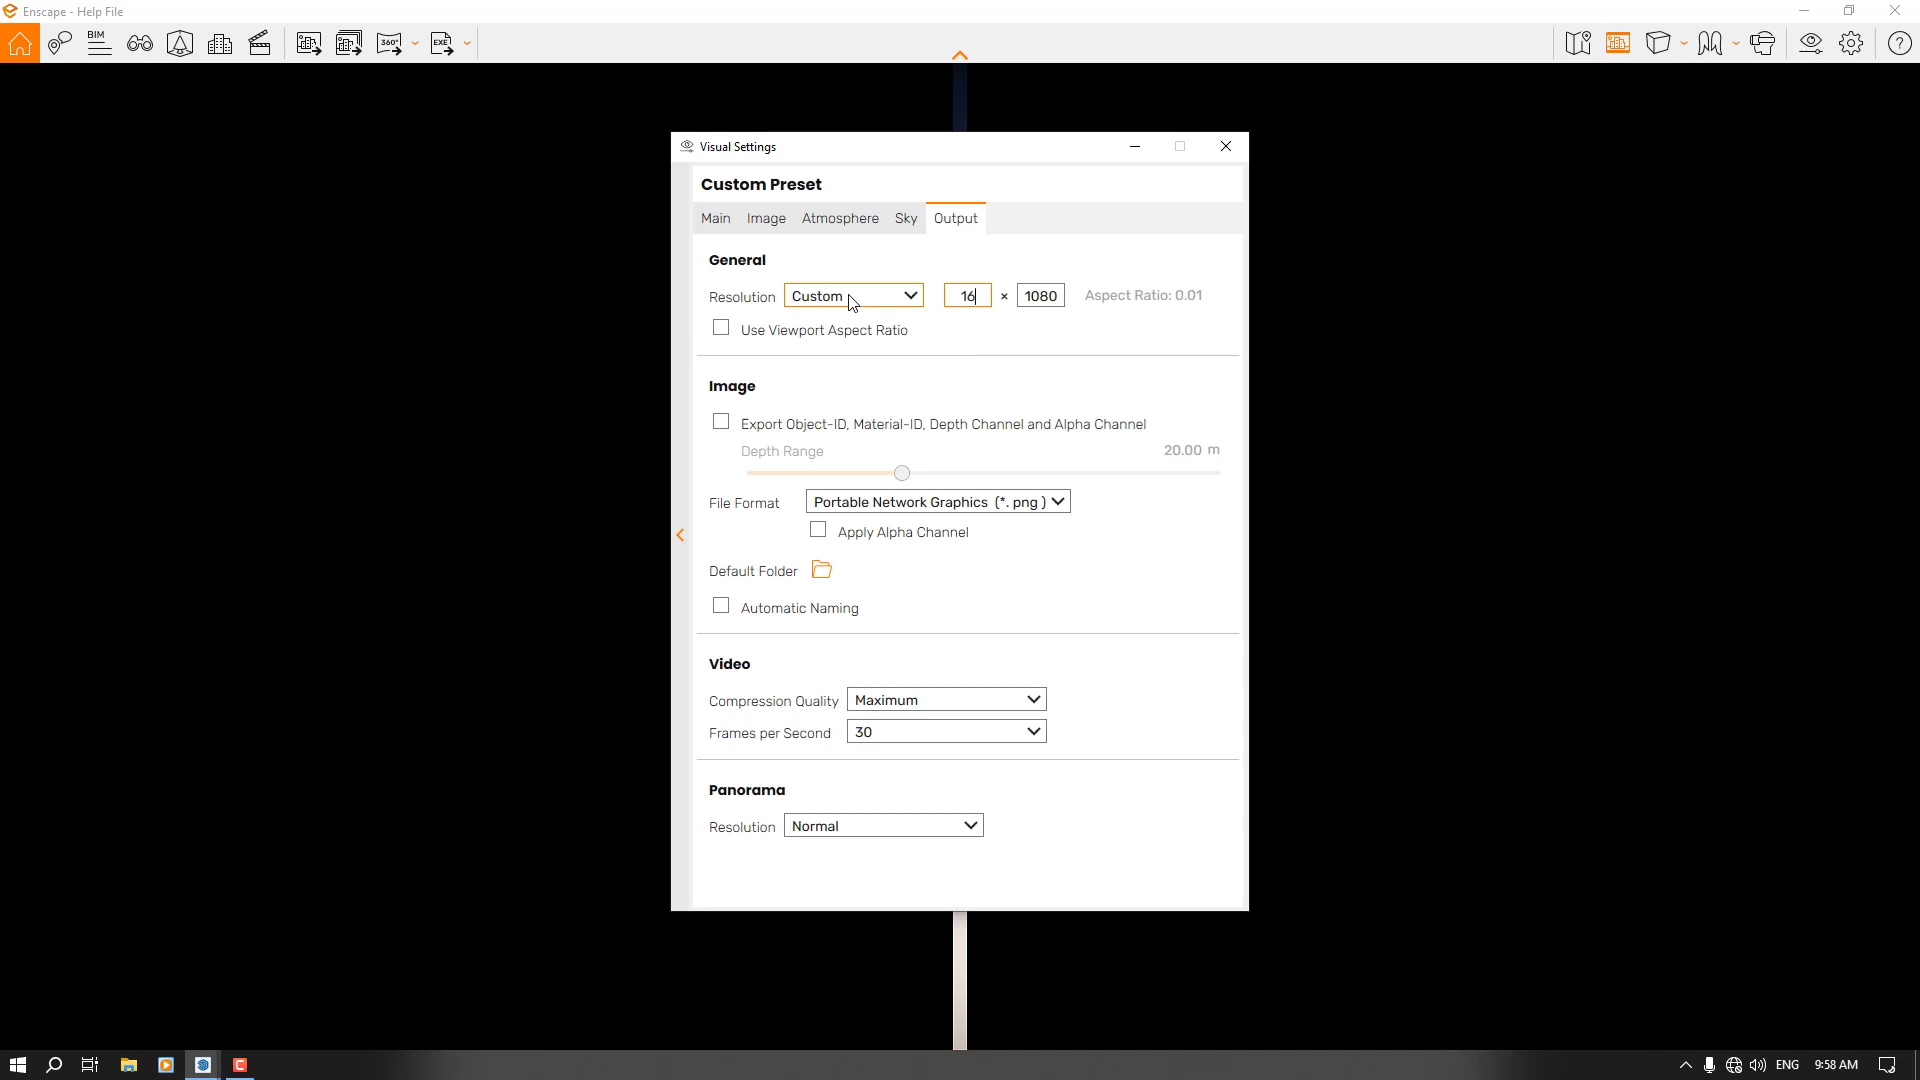 Enscape - Help File
BIM
360°
EXE
Visual Settings
Custom Preset
Main Image Atmosphere Sky Output
General
Resolution Custom 16 × 1080 Aspect Ratio: 0.01
Use Viewport Aspect Ratio
Image
Export Object-ID, Material-ID, Depth Channel and Alpha Channel
Depth Range 20.00 m
File Format Portable Network Graphics (*. png )
Apply Alpha Channel
Default Folder
Automatic Naming
Video
Compression Quality Maximum
Frames per Second 30
Panorama
Resolution Normal
C ENG 9:58 AM